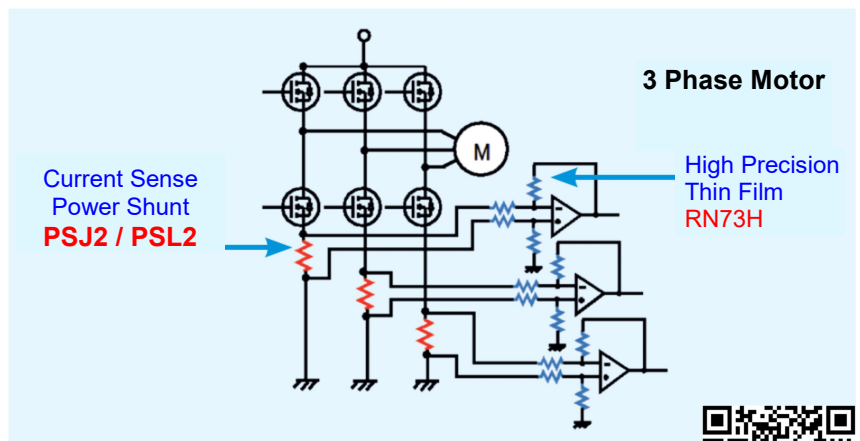 3 Phase Motor
M
Current Sense
Power Shunt
PSJ2 / PSL2
High Precision
Thin Film
RN73H
-
+
-
+
-
+